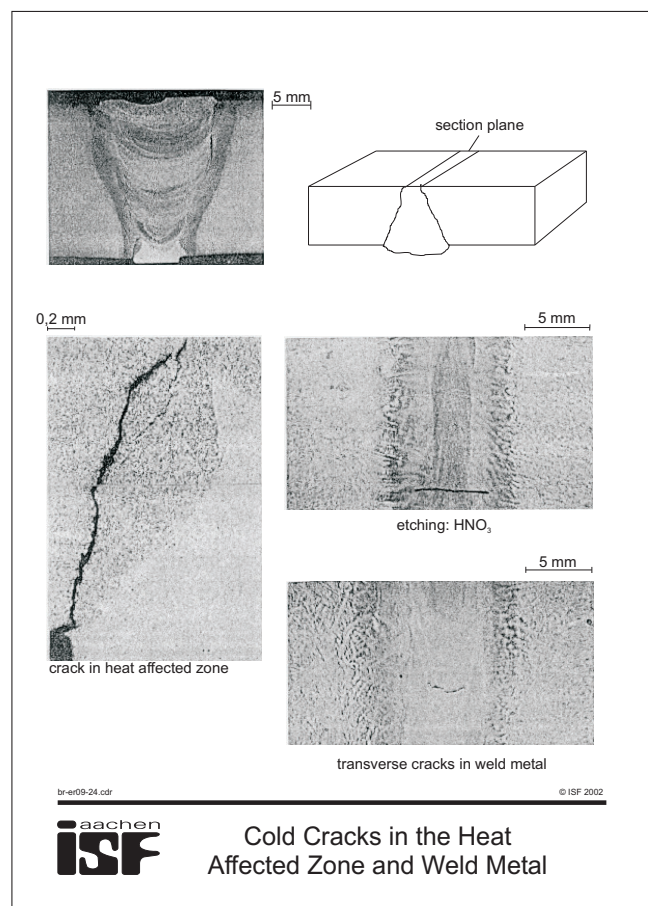 5 mm
section plane
0,2 mm
5 mm
etching: HNO₃
5 mm
crack in heat affected zone
transverse cracks in weld metal
br-er09-24.cdr
© ISF 2002
aachen
ISF
Cold Cracks in the Heat
Affected Zone and Weld Metal